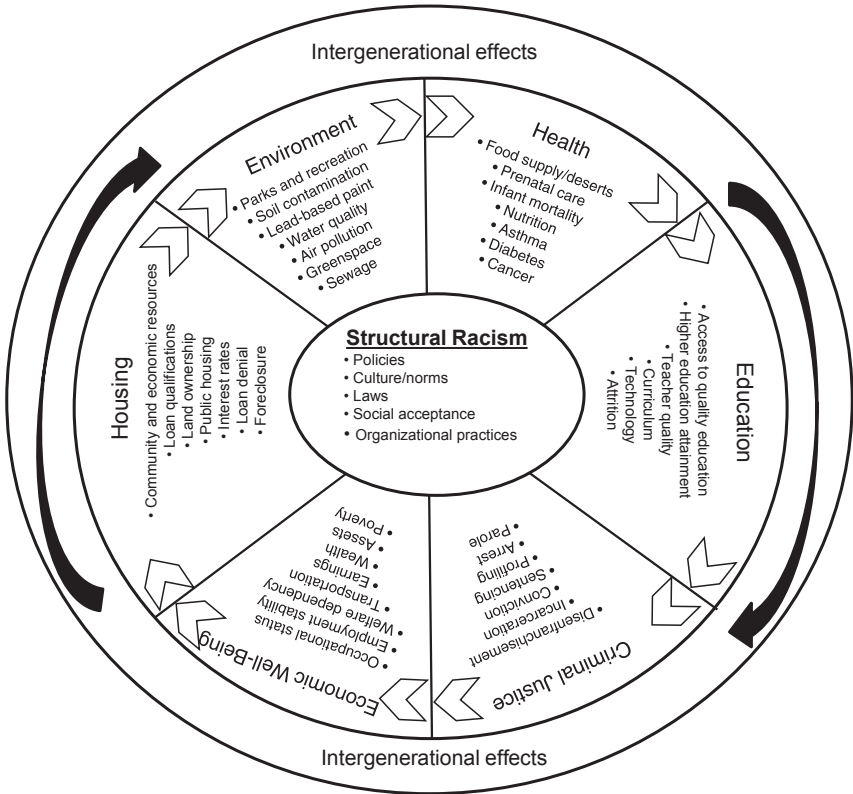 Intergenerational effects
Environment
• Parks and recreation
• Soil contamination
• Lead-based paint
• Water quality
• Air pollution
• Greenspace
• Sewage
Health
• Food supply/deserts
• Prenatal care
• Infant mortality
• Nutrition
• Asthma
• Diabetes
• Cancer
Education
• Access to quality education
• Higher education attainment
• Teacher quality
• Curriculum
• Technology
• Attrition
Criminal Justice
• Disenfranchisement
• Incarceration
• Conviction
• Sentencing
• Profiling
• Arrest
• Parole
Economic Well-Being
• Occupational status
• Employment stability
• Welfare dependency
• Transportation
• Earnings
• Wealth
• Assets
• Poverty
Housing
• Community and economic resources
• Loan qualifications
• Land ownership
• Public housing
• Interest rates
• Loan denial
• Foreclosure
Structural Racism
• Policies
• Culture/norms
• Laws
• Social acceptance
• Organizational practices
Intergenerational effects